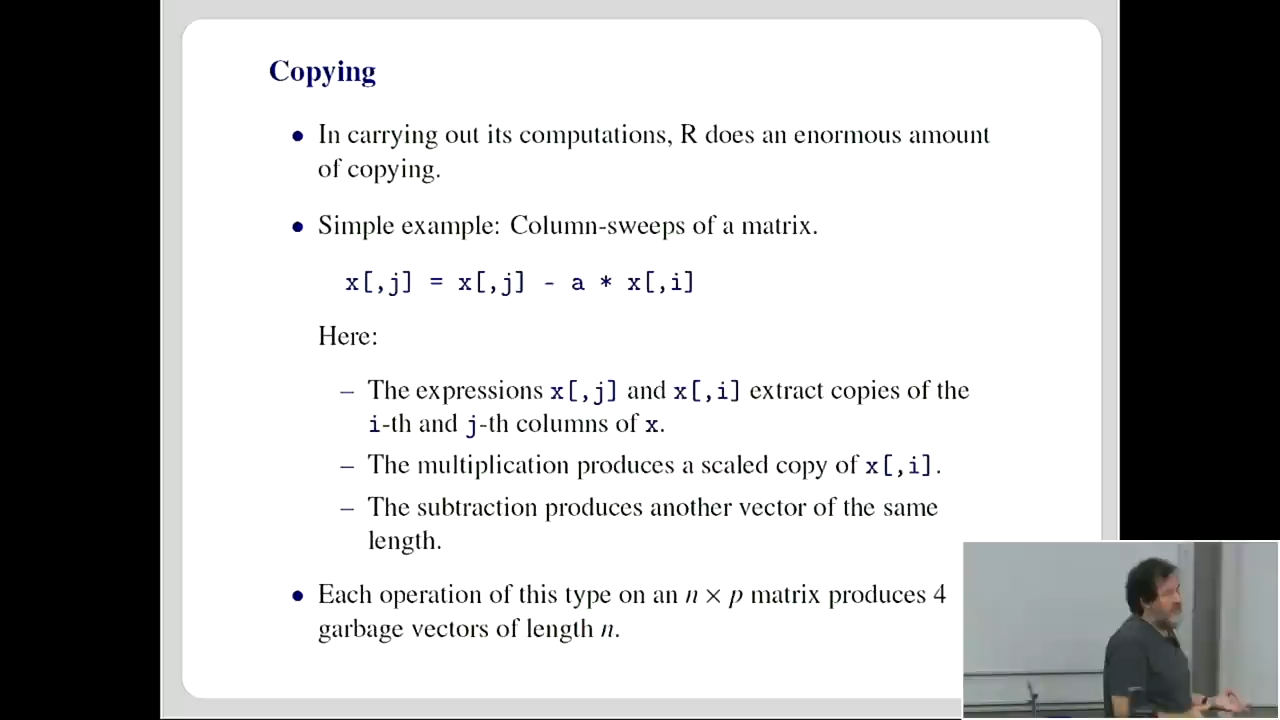 Copying
• In carrying out its computations, R does an enormous amount
of copying.
• Simple example: Column-sweeps of a matrix.
x[,j] = x[,j] - a * x[,i]
Here:
– The expressions x[,j] and x[,i] extract copies of the
i-th and j-th columns of x.
– The multiplication produces a scaled copy of x[,i].
– The subtraction produces another vector of the same
length.
• Each operation of this type on an n × p matrix produces 4
garbage vectors of length n.